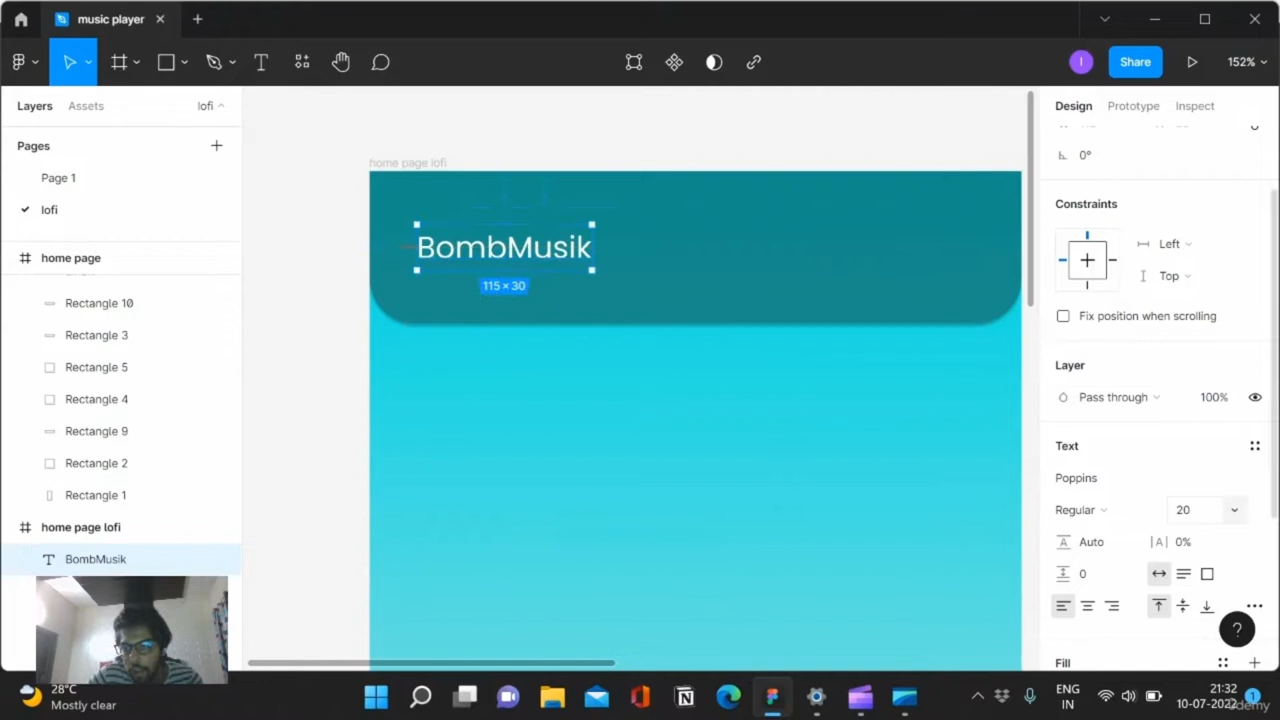 music player
152%
Share
Layers
Assets
lofi
Design
Prototype
Inspect
Pages
Page 1
lofi
home page
Rectangle 10
Rectangle 3
Rectangle 5
Rectangle 4
Rectangle 9
Rectangle 2
Rectangle 1
home page lofi
BombMusik
home page lofi
BombMusik
115 × 30
0°
Constraints
Left
Top
Fix position when scrolling
Layer
Pass through
100%
Text
Poppins
Regular
20
Auto
|A| 0%
0
?
Fill
I
28°C
Mostly clear
ENG
IN
21:32
10-07-2022
1
Udemy